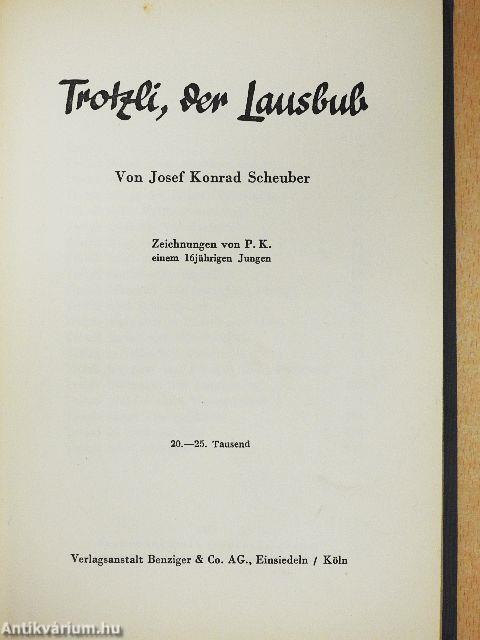 Trotzli, der Lausbub
Von Josef Konrad Scheuber
Zeichnungen von P. K.
einem 16jährigen Jungen
20.—25. Tausend
Verlagsanstalt Benziger & Co. AG., Einsiedeln / Köln
Antikvárium.hu